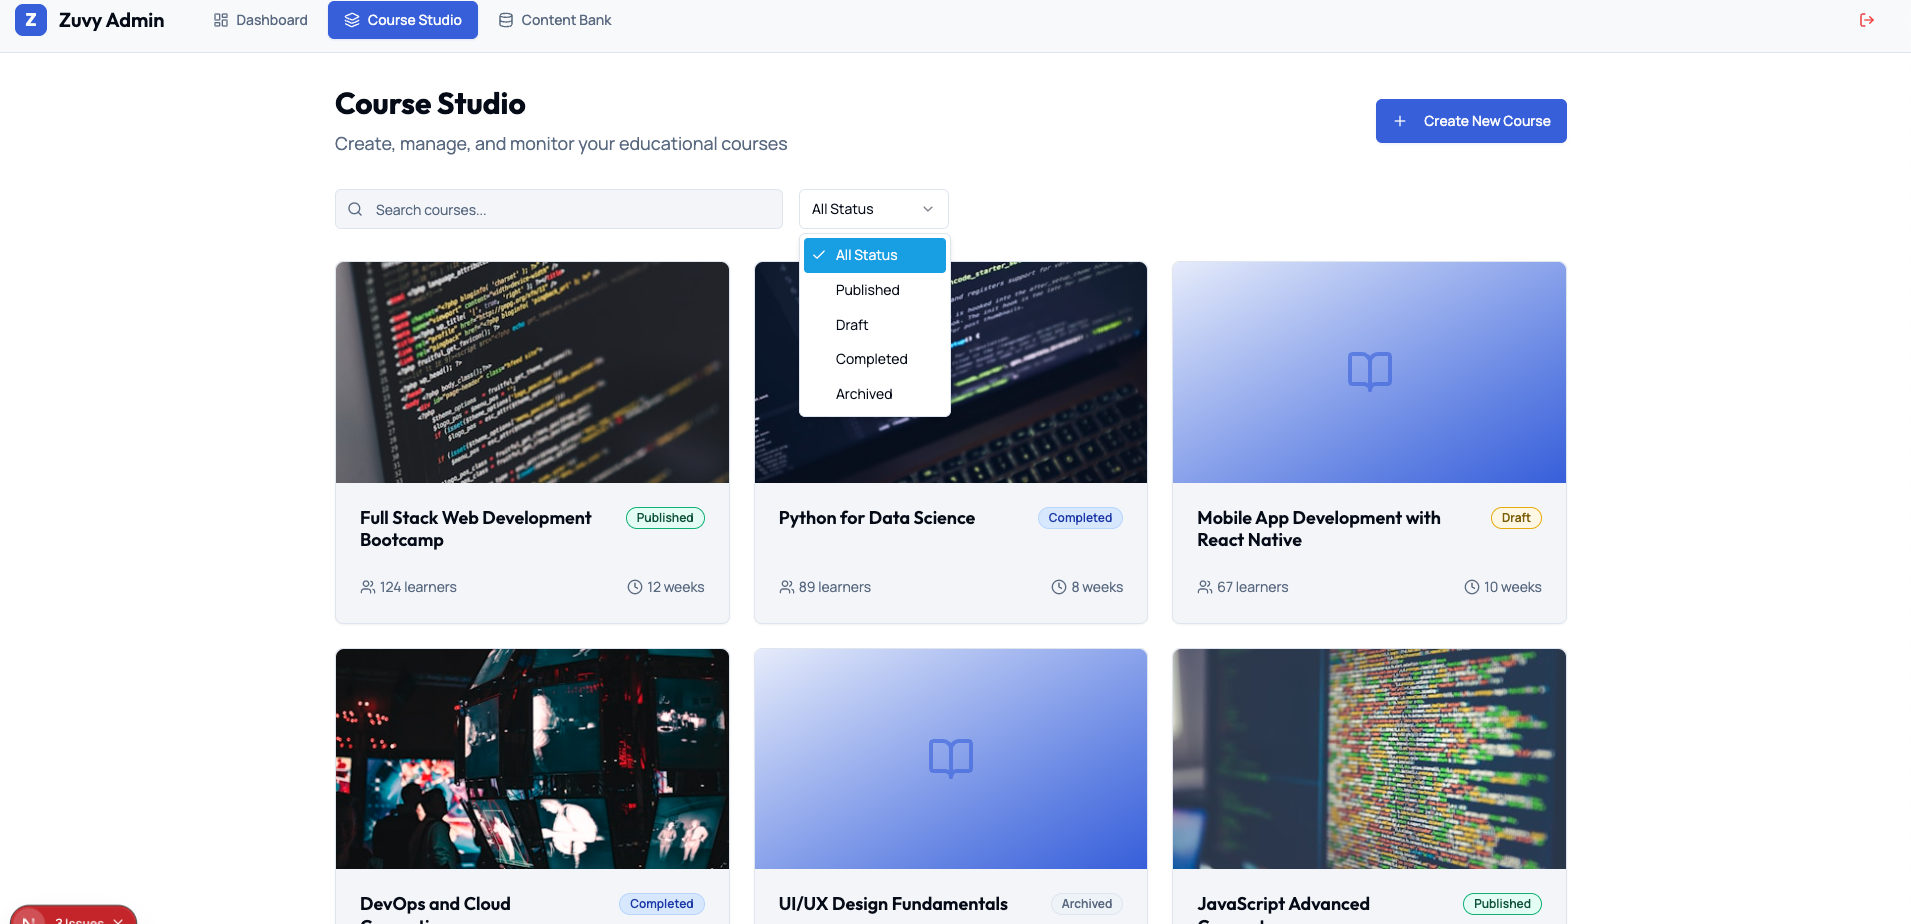 Z Zuvy Admin Dashboard Course Studio Content Bank
Course Studio
Create, manage, and monitor your educational courses
Create New Course
Search courses...
All Status
All Status
Published
Draft
Completed
Archived
Full Stack Web Development
Bootcamp
Published
124 learners 12 weeks
Python for Data Science
Completed
89 learners 8 weeks
Mobile App Development with
React Native
Draft
67 learners 10 weeks
DevOps and Cloud
Completed
UI/UX Design Fundamentals
Archived
JavaScript Advanced
Published
3 Issues